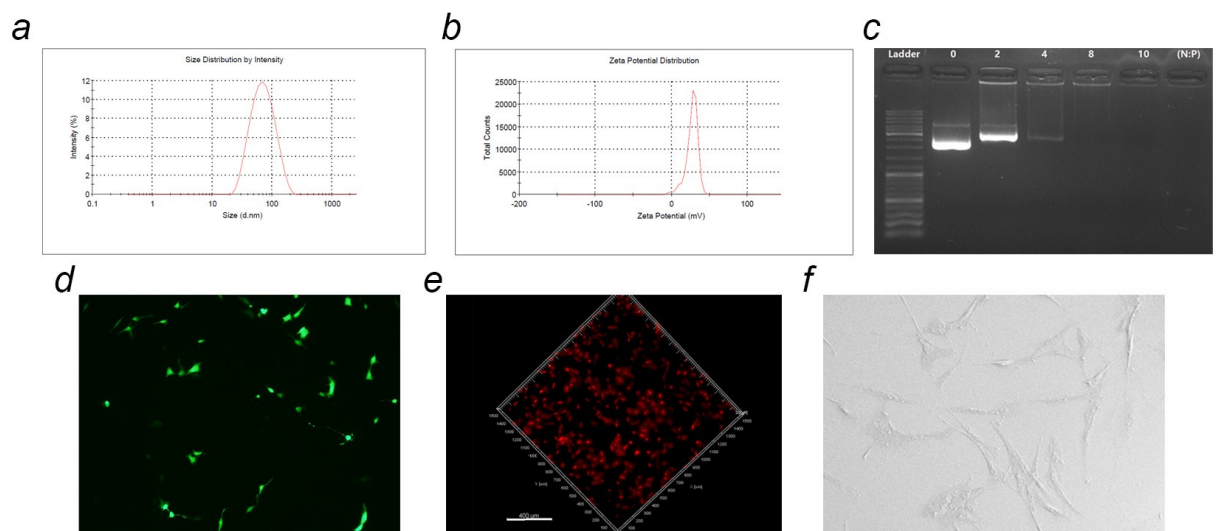 a
Size Distribution by Intensity
12
10
8
6
4
2
0
0.1 1 10 100 1000
Intensity (%)
Size (d.nm)
b
Zeta Potential Distribution
25000
20000
15000
10000
5000
0
-200 -100 0 100
Total Counts
Zeta Potential (mV)
c
Ladder 0 2 4 8 10 (N:P)
d
e
400 µm
f